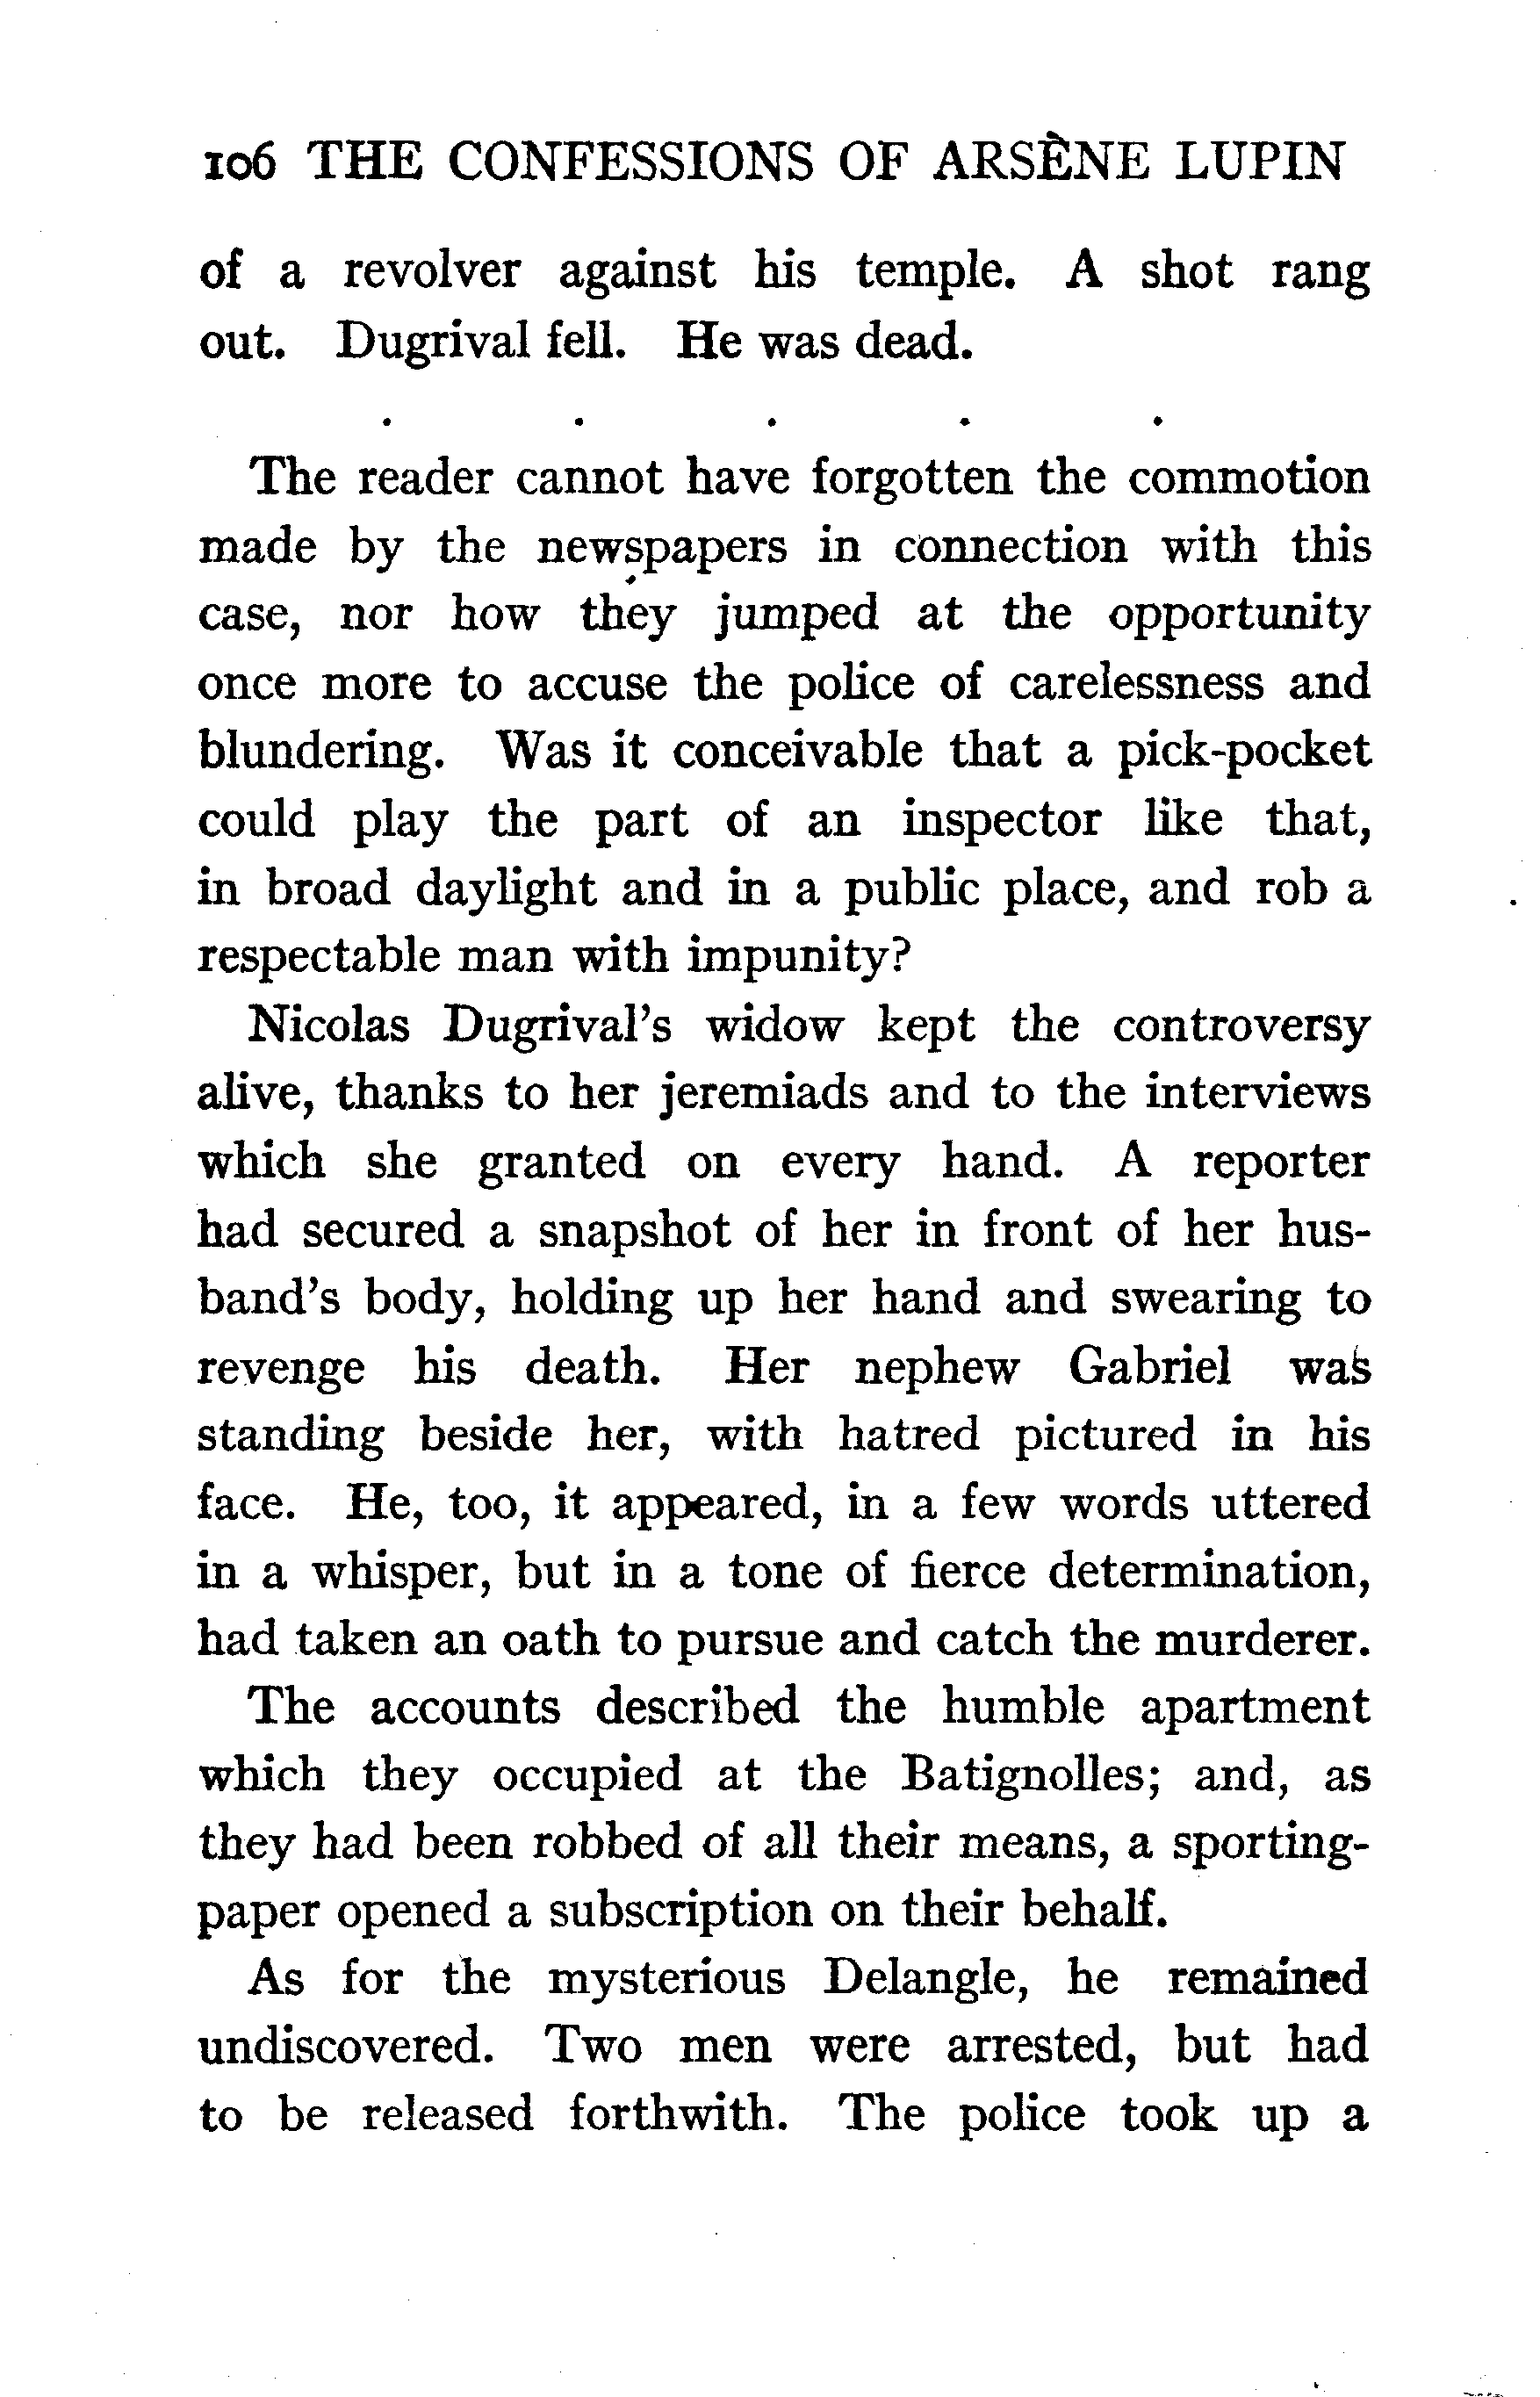 106 THE CONFESSIONS OF ARSÈNE LUPIN
of a revolver against his temple. A shot rang
out. Dugrival fell. He was dead.
. . . . .
The reader cannot have forgotten the commotion
made by the newspapers in connection with this
case, nor how they jumped at the opportunity
once more to accuse the police of carelessness and
blundering. Was it conceivable that a pick-pocket
could play the part of an inspector like that,
in broad daylight and in a public place, and rob a
respectable man with impunity?
Nicolas Dugrival's widow kept the controversy
alive, thanks to her jeremiads and to the interviews
which she granted on every hand. A reporter
had secured a snapshot of her in front of her hus-
band's body, holding up her hand and swearing to
revenge his death. Her nephew Gabriel was
standing beside her, with hatred pictured in his
face. He, too, it appeared, in a few words uttered
in a whisper, but in a tone of fierce determination,
had taken an oath to pursue and catch the murderer.
The accounts described the humble apartment
which they occupied at the Batignolles; and, as
they had been robbed of all their means, a sporting-
paper opened a subscription on their behalf.
As for the mysterious Delangle, he remained
undiscovered. Two men were arrested, but had
to be released forthwith. The police took up a